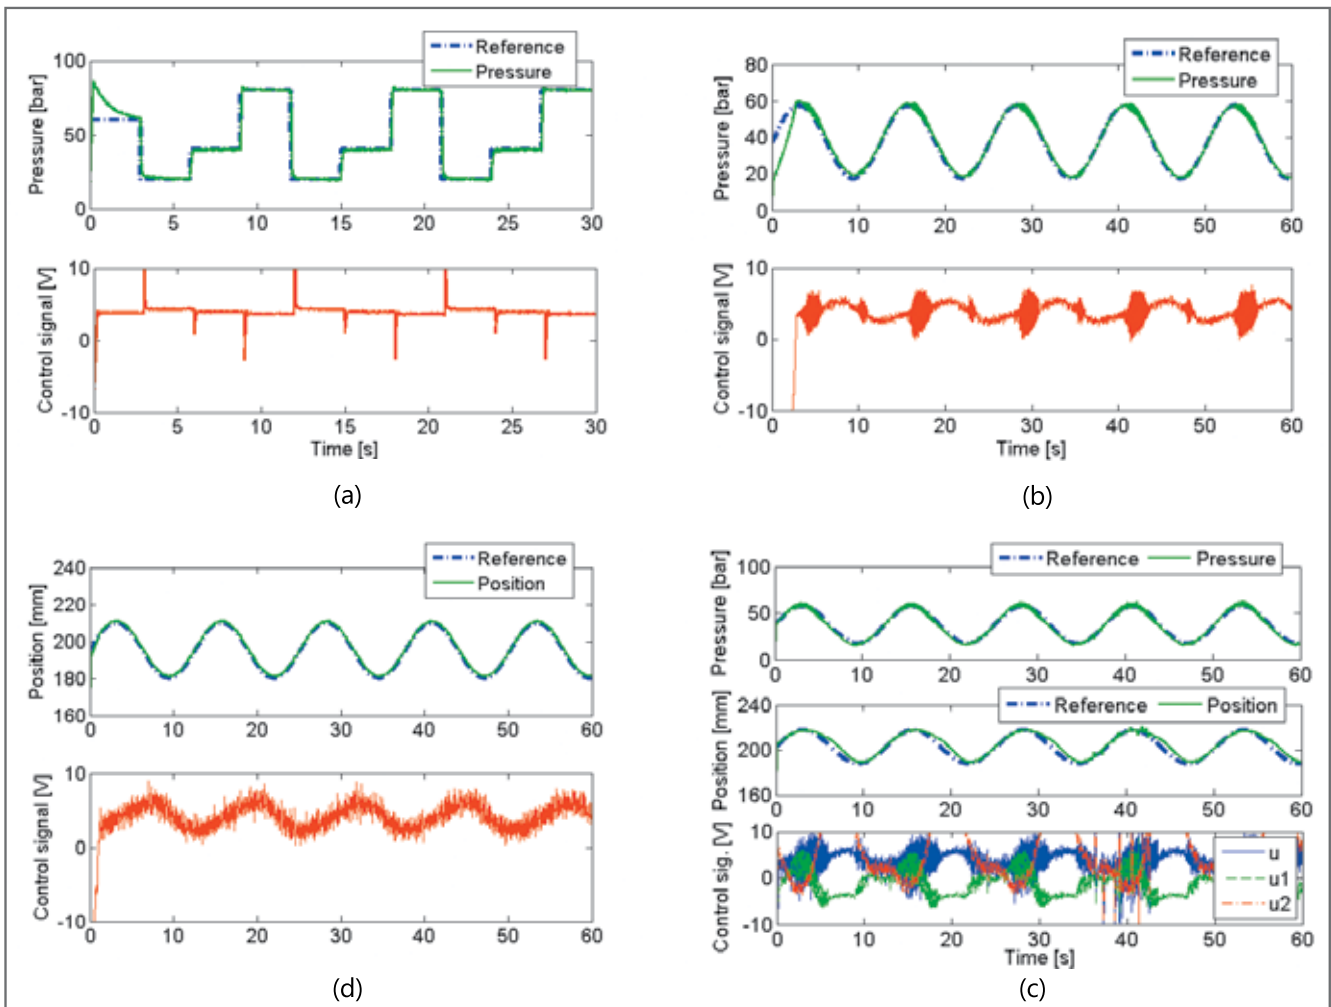 Reference
Pressure
100
50
0
Pressure [bar]
0 5 10 15 20 25 30
10
0
-10
Control signal [V]
0 5 10 15 20 25 30
Time [s]
(a)
Reference
Pressure
80
60
40
20
0
Pressure [bar]
0 10 20 30 40 50 60
10
0
-10
Control signal [V]
0 10 20 30 40 50 60
Time [s]
(b)
Reference
Position
240
220
200
180
160
Position [mm]
0 10 20 30 40 50 60
10
0
-10
Control signal [V]
0 10 20 30 40 50 60
(d)
Reference Pressure
100
50
0
Pressure [bar]
0 10 20 30 40 50 60
Reference Position
240
200
160
Position [mm]
0 10 20 30 40 50 60
10
0
-10
Control sig. [V]
u
u1
u2
0 10 20 30 40 50 60
Time [s]
(c)